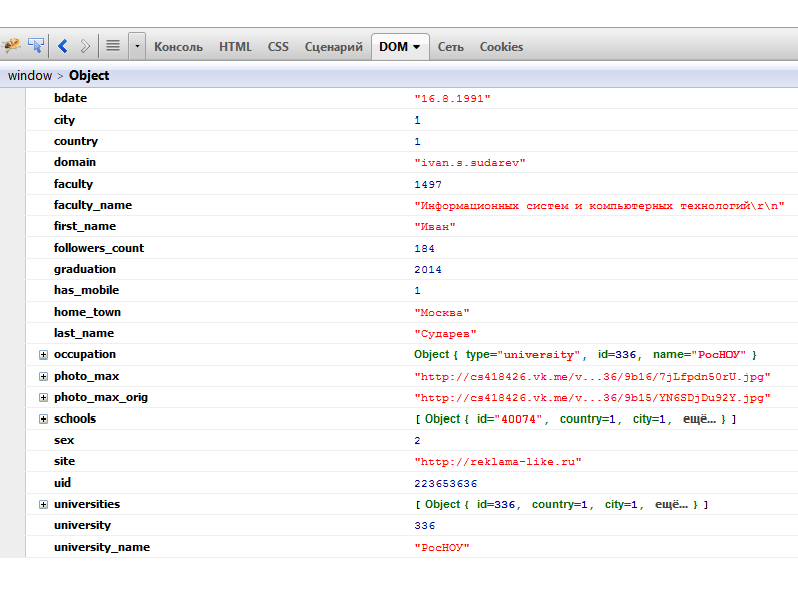 Консоль HTML CSS Сценарий DOM Сеть Cookies
window > Object
bdate "16.8.1991"
city 1
country 1
domain "ivan.s.sudarev"
faculty 1497
faculty_name "Информационных систем и компьютерных технологий\r\n"
first_name "Иван"
followers_count 184
graduation 2014
has_mobile 1
home_town "Москва"
last_name "Сударев"
occupation Object { type="university", id=336, name="РосНОУ" }
photo_max "http://cs418426.vk.me/v...36/9b16/7jLfpdn50rU.jpg"
photo_max_orig "http://cs418426.vk.me/v...36/9b15/YN6SDjDu92Y.jpg"
schools [ Object { id="40074", country=1, city=1, ещё... } ]
sex 2
site "http://reklama-like.ru"
uid 223653636
universities [ Object { id=336, country=1, city=1, ещё... } ]
university 336
university_name "РосНОУ"